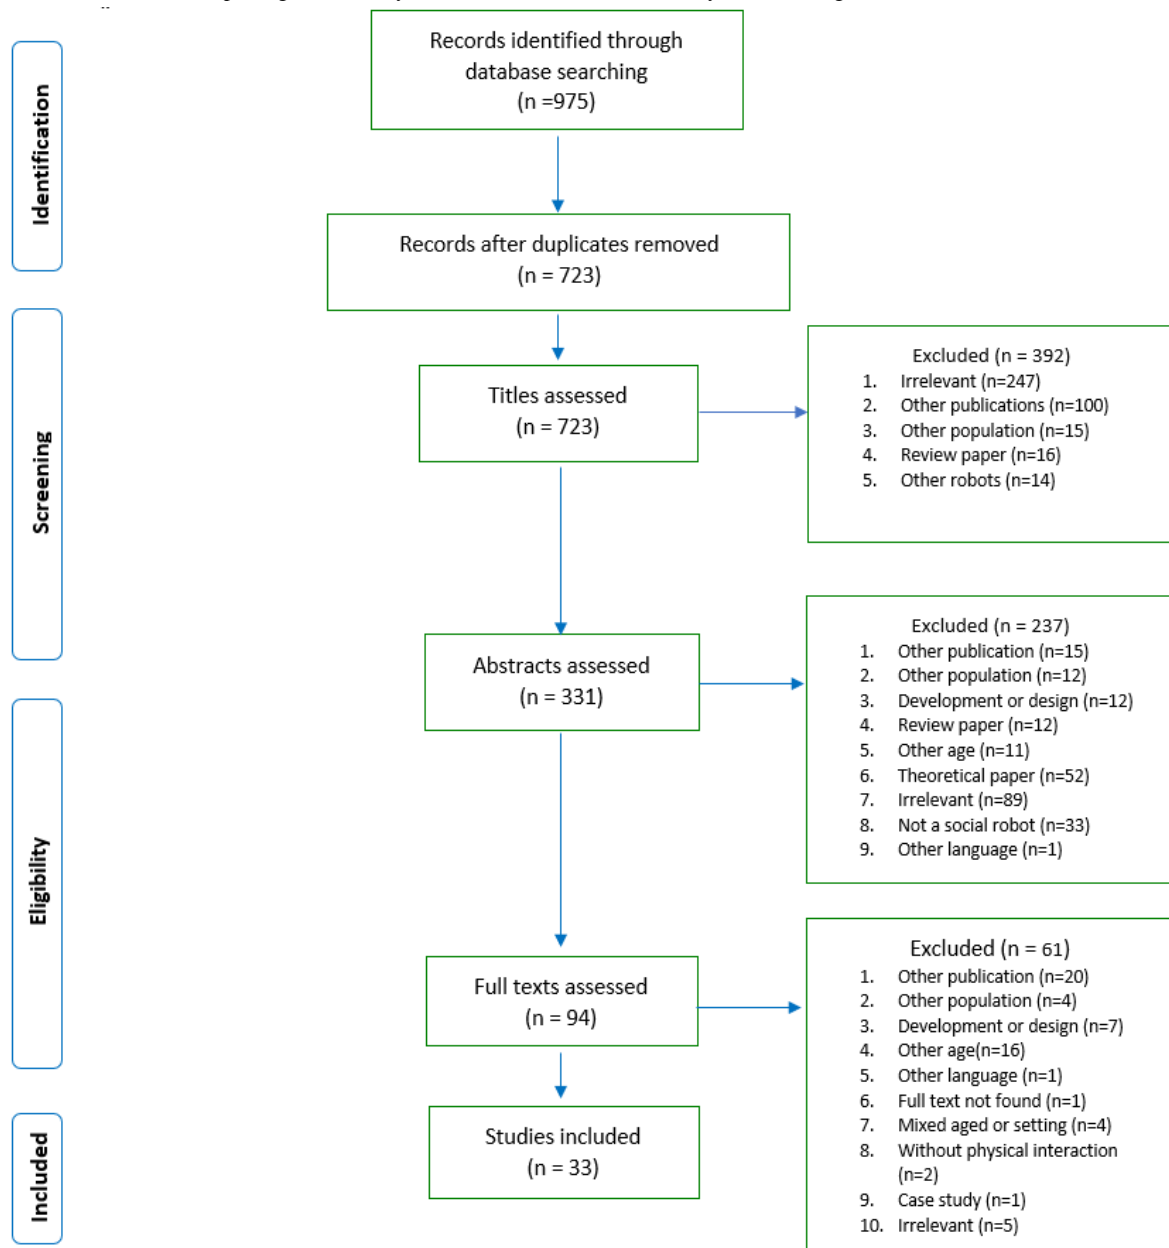 Records identified through
database searching
(n =975)
Identification
Records after duplicates removed
(n = 723)
Screening
Titles assessed
(n = 723)
Excluded (n = 392)
1. Irrelevant (n=247)
2. Other publications (n=100)
3. Other population (n=15)
4. Review paper (n=16)
5. Other robots (n=14)
Abstracts assessed
(n = 331)
Excluded (n = 237)
1. Other publication (n=15)
2. Other population (n=12)
3. Development or design (n=12)
4. Review paper (n=12)
5. Other age (n=11)
6. Theoretical paper (n=52)
7. Irrelevant (n=89)
8. Not a social robot (n=33)
9. Other language (n=1)
Eligibility
Full texts assessed
(n = 94)
Excluded (n = 61)
1. Other publication (n=20)
2. Other population (n=4)
3. Development or design (n=7)
4. Other age(n=16)
5. Other language (n=1)
6. Full text not found (n=1)
7. Mixed aged or setting (n=4)
8. Without physical interaction
(n=2)
9. Case study (n=1)
10. Irrelevant (n=5)
Included
Studies included
(n = 33)